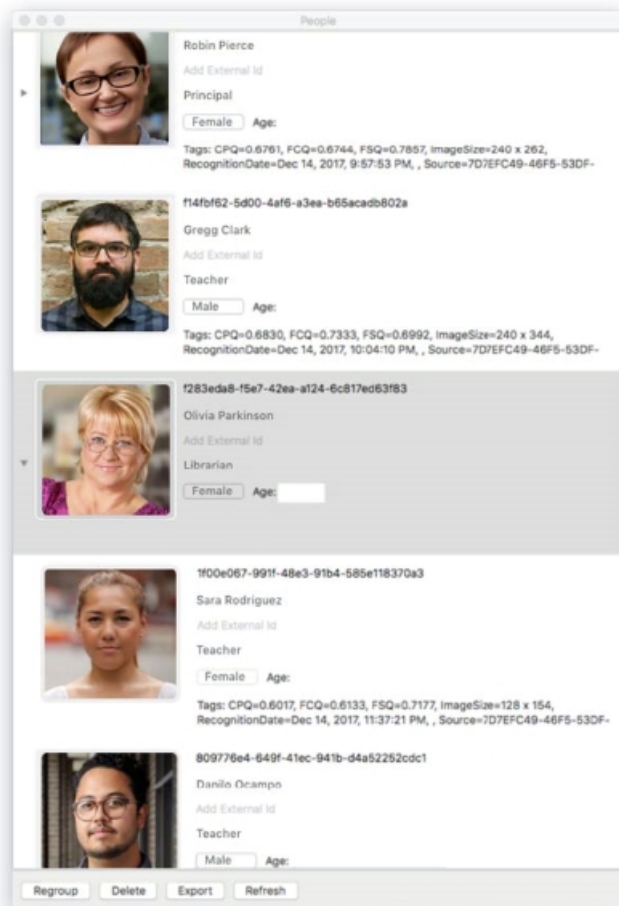 People
Robin Pierce
Add External Id
Principal
Female Age:
Tags: CPQ=0.6761, FCQ=0.6744, FSQ=0.7857, ImageSize=240 x 262,
RecognitionDate=Dec 14, 2017, 9:57:53 PM, , Source=7D7EFC49-46F5-53DF-
f14fbf62-5d00-4af6-a3ea-b65acadb802a
Gregg Clark
Add External Id
Teacher
Male Age:
Tags: CPQ=0.6830, FCQ=0.7333, FSQ=0.6992, ImageSize=240 x 344,
RecognitionDate=Dec 14, 2017, 10:04:10 PM, , Source=7D7EFC49-46F5-53DF-
f283eda8-f5e7-42ea-a124-6c817ed63f83
Olivia Parkinson
Add External Id
Librarian
Female Age:
1f00e067-991f-48e3-91b4-585e118370a3
Sara Rodriguez
Add External Id
Teacher
Female Age:
Tags: CPQ=0.6017, FCQ=0.6133, FSQ=0.7177, ImageSize=128 x 154,
RecognitionDate=Dec 14, 2017, 11:37:21 PM, , Source=7D7EFC49-46F5-53DF-
809776e4-649f-41ec-941b-d4a52252cdc1
Danilo Ocampo
Add External Id
Teacher
Male Age:
Regroup Delete Export Refresh